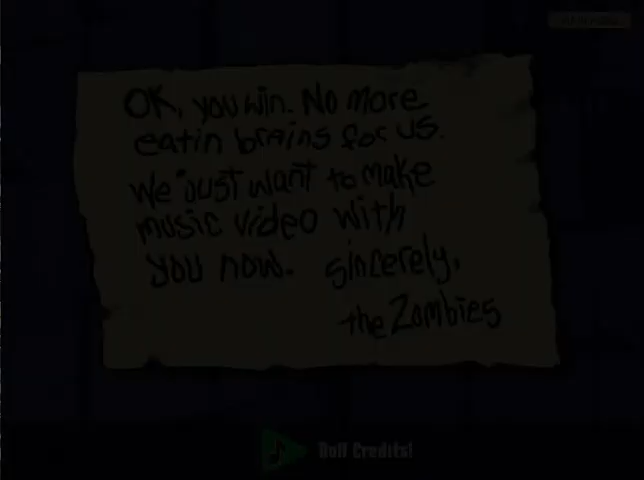 OK, you win. No more
eatin brains for us.
We just want to make
music video with
you now. sincerely,
the Zombies
Roll Credits!